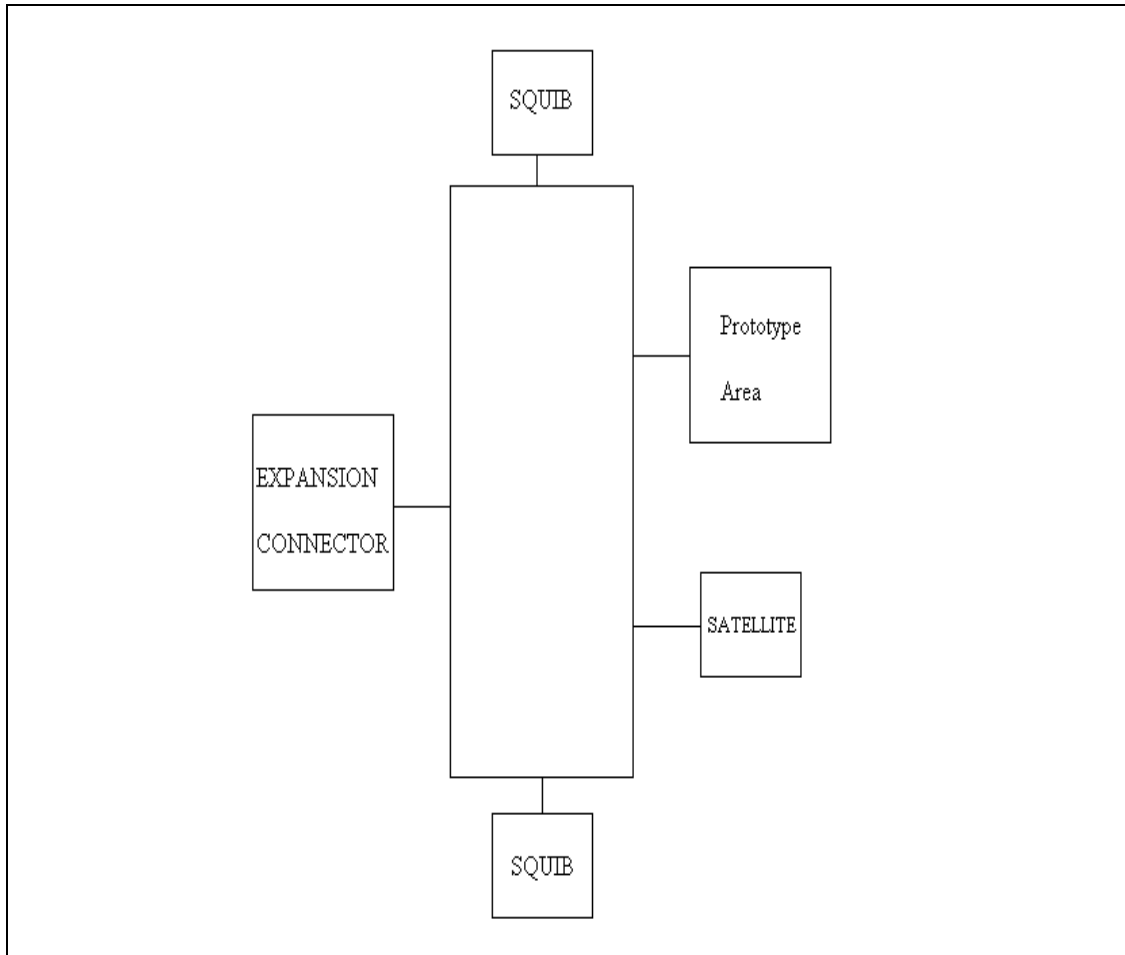 SQUIB
Prototype
Area
EXPANSION
CONNECTOR
SATELLITE
SQUIB